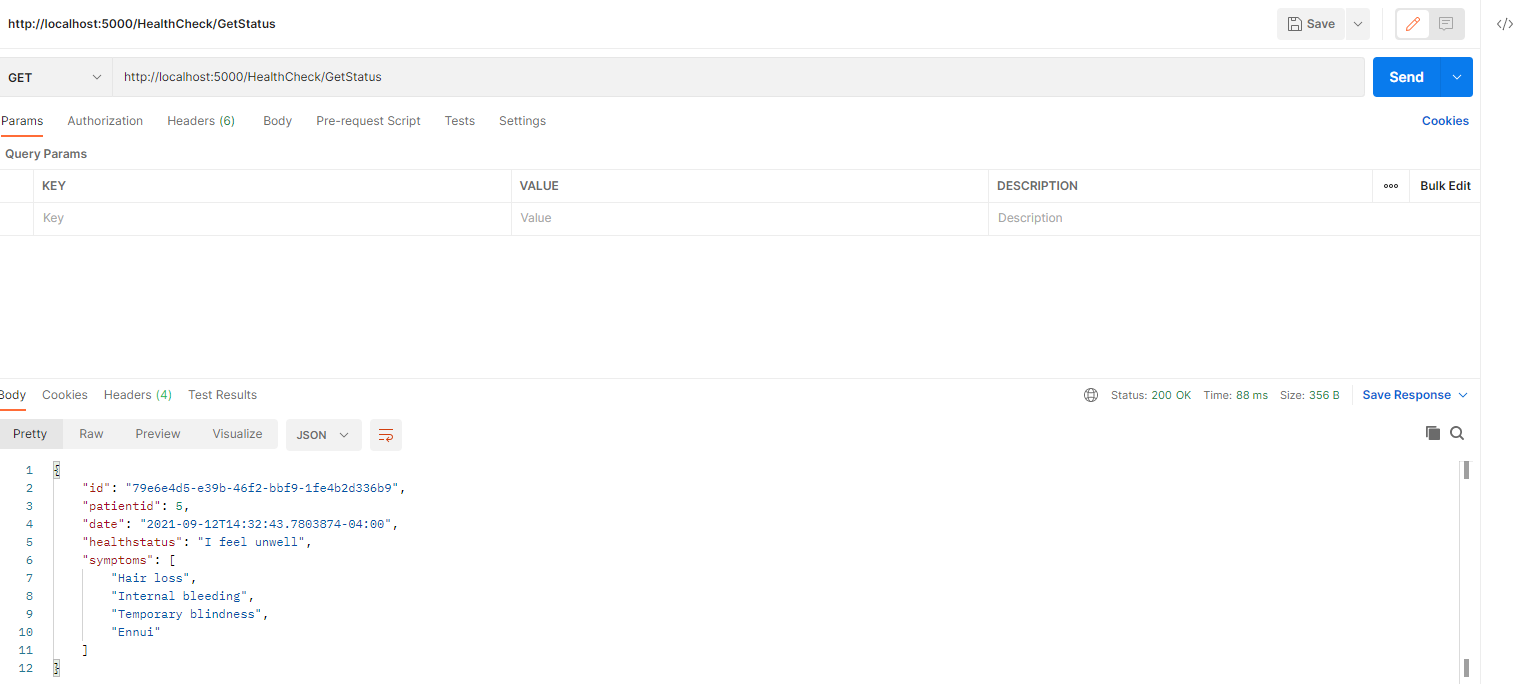 http://localhost:5000/HealthCheck/GetStatus Save </>
GET http://localhost:5000/HealthCheck/GetStatus Send
Params Authorization Headers (6) Body Pre-request Script Tests Settings Cookies
Query Params
KEY VALUE DESCRIPTION ooo Bulk Edit
Key Value Description
Body Cookies Headers (4) Test Results Status: 200 OK Time: 88 ms Size: 356 B Save Response
Pretty Raw Preview Visualize JSON
1 {
2 "id": "79e6e4d5-e39b-46f2-bbf9-1fe4b2d336b9",
3 "patientid": 5,
4 "date": "2021-09-12T14:32:43.7803874-04:00",
5 "healthstatus": "I feel unwell",
6 "symptoms": [
7 "Hair loss",
8 "Internal bleeding",
9 "Temporary blindness",
10 "Ennui"
11 ]
12 }